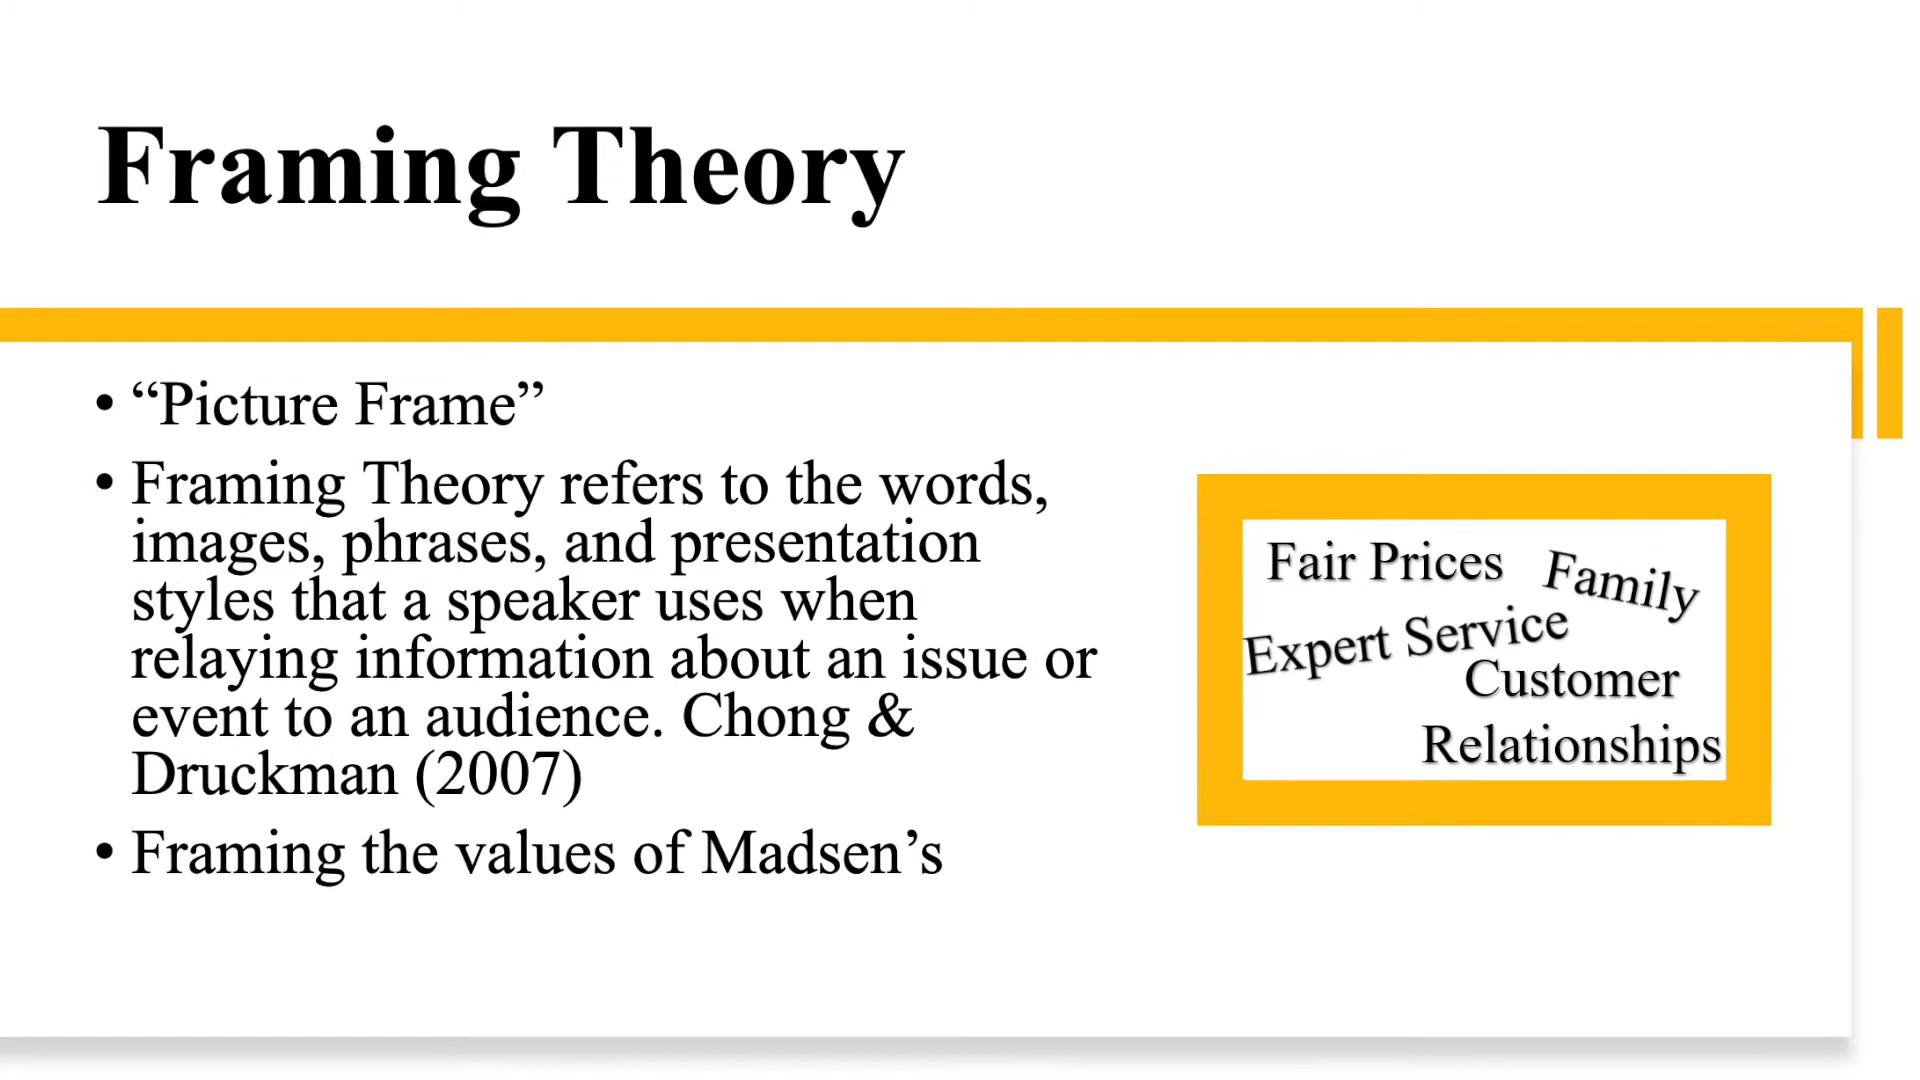 Framing Theory
• “Picture Frame”
• Framing Theory refers to the words,
images, phrases, and presentation
styles that a speaker uses when
relaying information about an issue or
event to an audience. Chong &
Druckman (2007)
• Framing the values of Madsen’s
Fair Prices
Family
Expert Service
Customer
Relationships